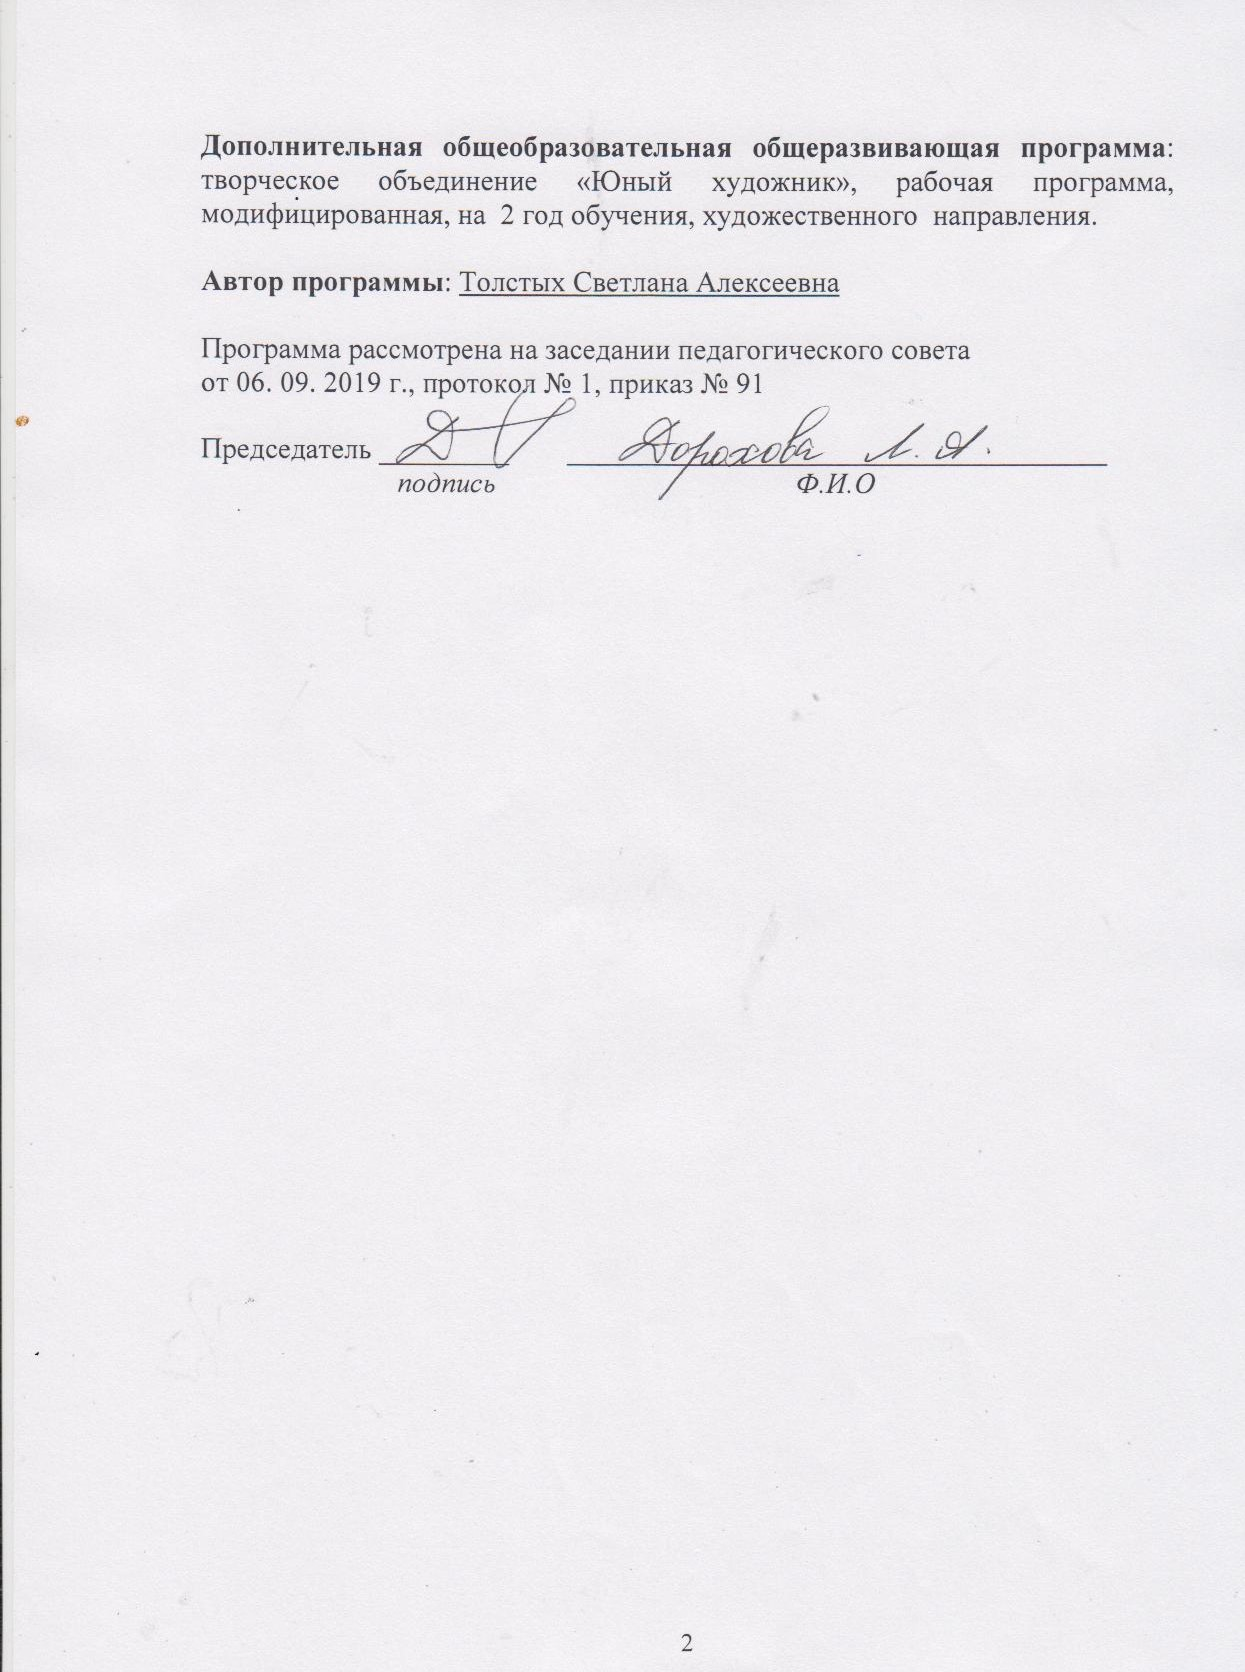 Дополнительная общеобразовательная общеразвивающая программа:
творческое объединение «Юный художник», рабочая программа,
модифицированная, на 2 год обучения, художественного направления.
Автор программы: Толстых Светлана Алексеевна
Программа рассмотрена на заседании педагогического совета
от 06. 09. 2019 г., протокол № 1, приказ № 91
Председатель Дорохова Л. А.
подпись Ф.И.О
2